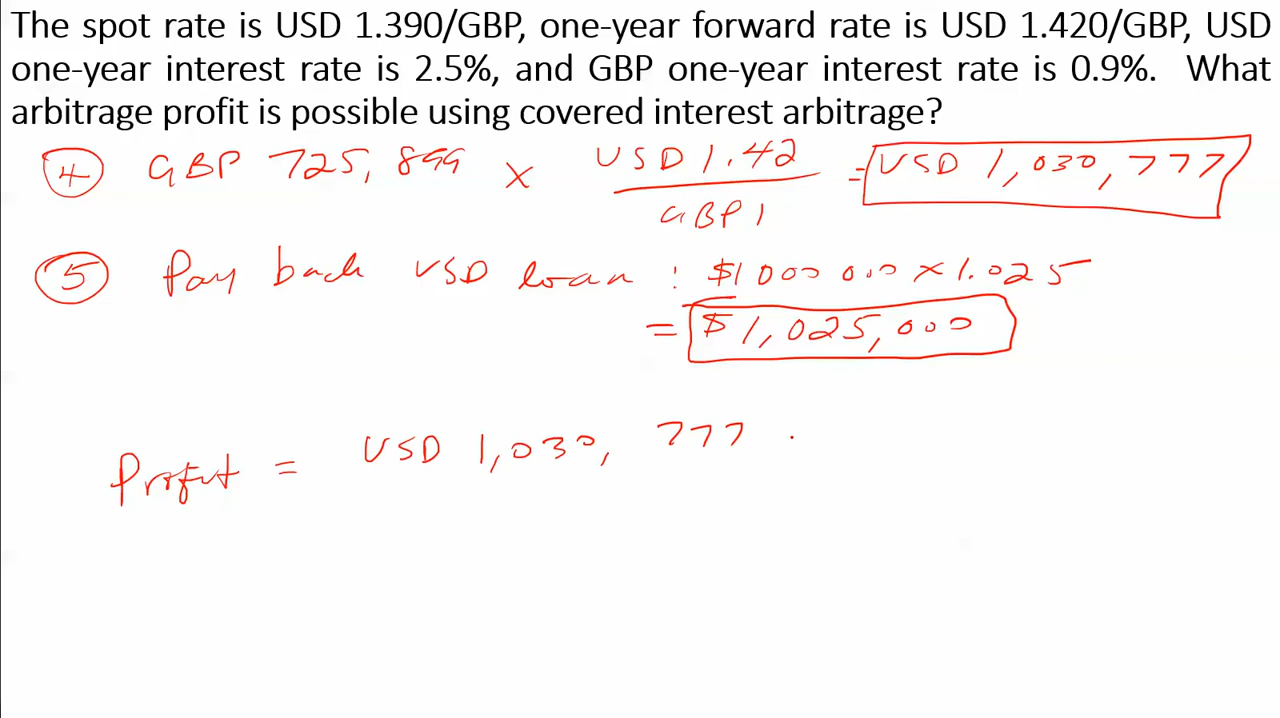 The spot rate is USD 1.390/GBP, one-year forward rate is USD 1.420/GBP, USD
one-year interest rate is 2.5%, and GBP one-year interest rate is 0.9%. What
arbitrage profit is possible using covered interest arbitrage?
4 GBP 725,899 × USD 1.42 / GBP 1 = USD 1,030,777
5 Pay back USD loan : $1 000 000 × 1.025
= $1,025,000
Profit = USD 1,030,777